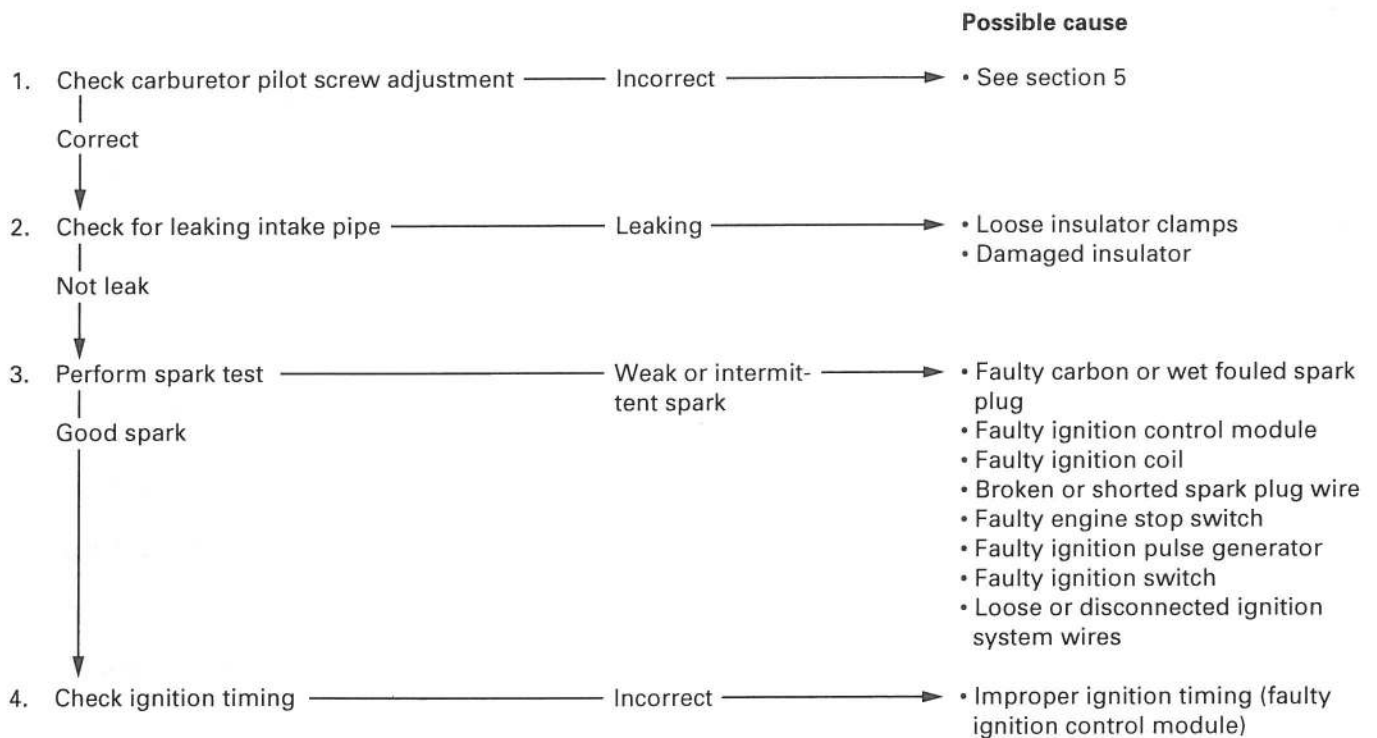 Possible cause
1. Check carburetor pilot screw adjustment Incorrect • See section 5
Correct
2. Check for leaking intake pipe Leaking • Loose insulator clamps
• Damaged insulator
Not leak
3. Perform spark test Weak or intermit- • Faulty carbon or wet fouled spark
tent spark plug
Good spark • Faulty ignition control module
• Faulty ignition coil
• Broken or shorted spark plug wire
• Faulty engine stop switch
• Faulty ignition pulse generator
• Faulty ignition switch
• Loose or disconnected ignition
system wires
4. Check ignition timing Incorrect • Improper ignition timing (faulty
ignition control module)